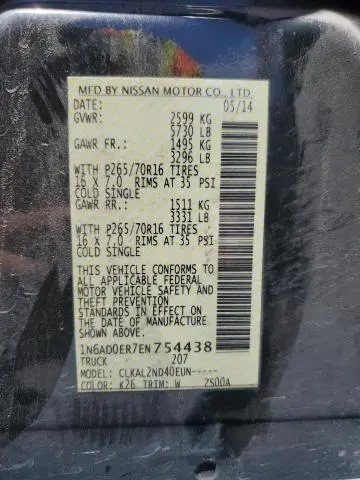 MFD BY NISSAN MOTOR CO., LTD.
DATE: 05/14
GVWR: 2599 KG
5730 LB
GAWR FR.: 1495 KG
3296 LB
WITH P265/70R16 TIRES
16 X 7.0 RIMS AT 35 PSI
COLD SINGLE
GAWR RR.: 1511 KG
3331 LB
WITH P265/70R16 TIRES
16 X 7.0 RIMS AT 35 PSI
COLD SINGLE
THIS VEHICLE CONFORMS TO
ALL APPLICABLE FEDERAL
MOTOR VEHICLE SAFETY AND
THEFT PREVENTION
STANDARDS IN EFFECT ON
THE DATE OF MANUFACTURE
SHOWN ABOVE.
1N6AD0ER7EN754438
TRUCK 207
MODEL: CLKAL2ND40EUN-----
COLOR: K26 TRIM: W ZS00A